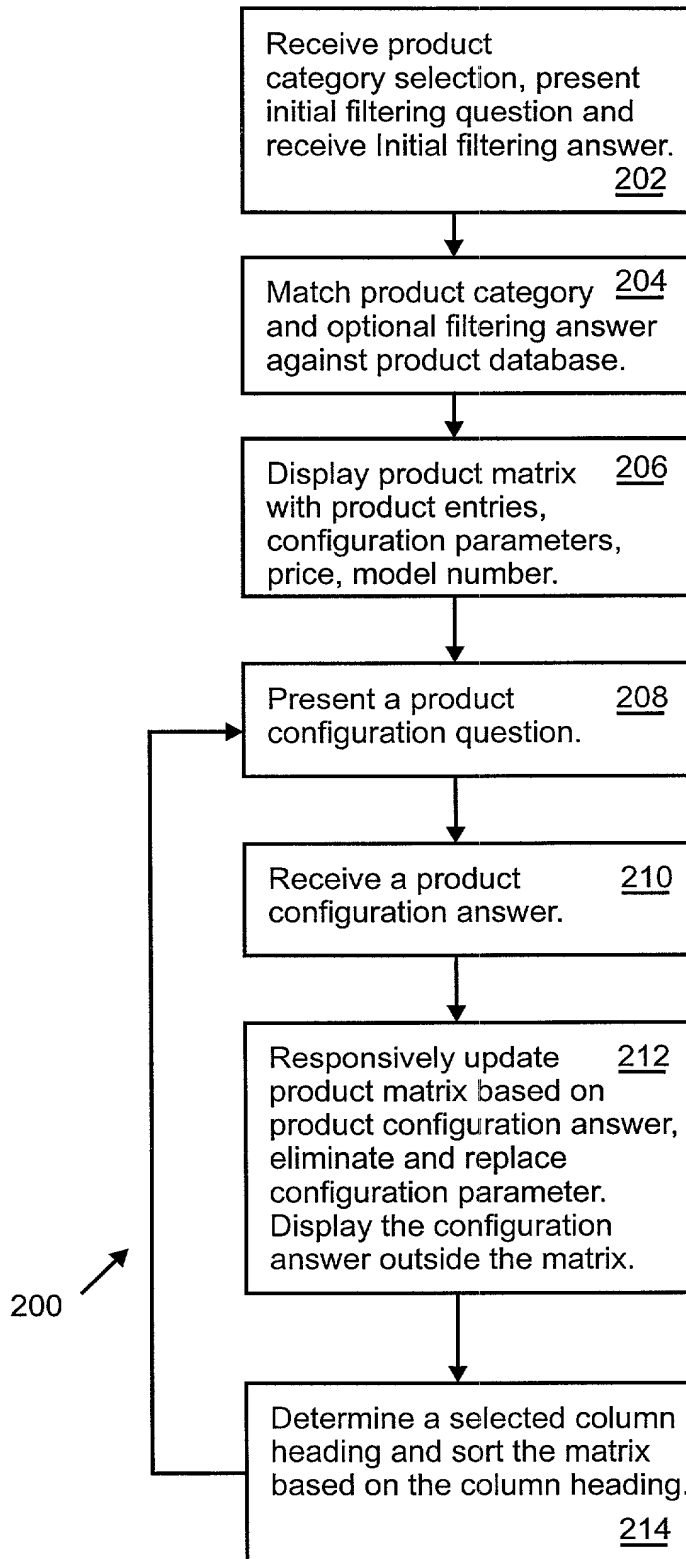 Receive product
category selection, present
initial filtering question and
receive Initial filtering answer.
202
Match product category 204
and optional filtering answer
against product database.
Display product matrix 206
with product entries,
configuration parameters,
price, model number.
Present a product 208
configuration question.
Receive a product 210
configuration answer.
Responsively update 212
product matrix based on
product configuration answer,
eliminate and replace
configuration parameter.
Display the configuration
answer outside the matrix.
200
Determine a selected column
heading and sort the matrix
based on the column heading.
214